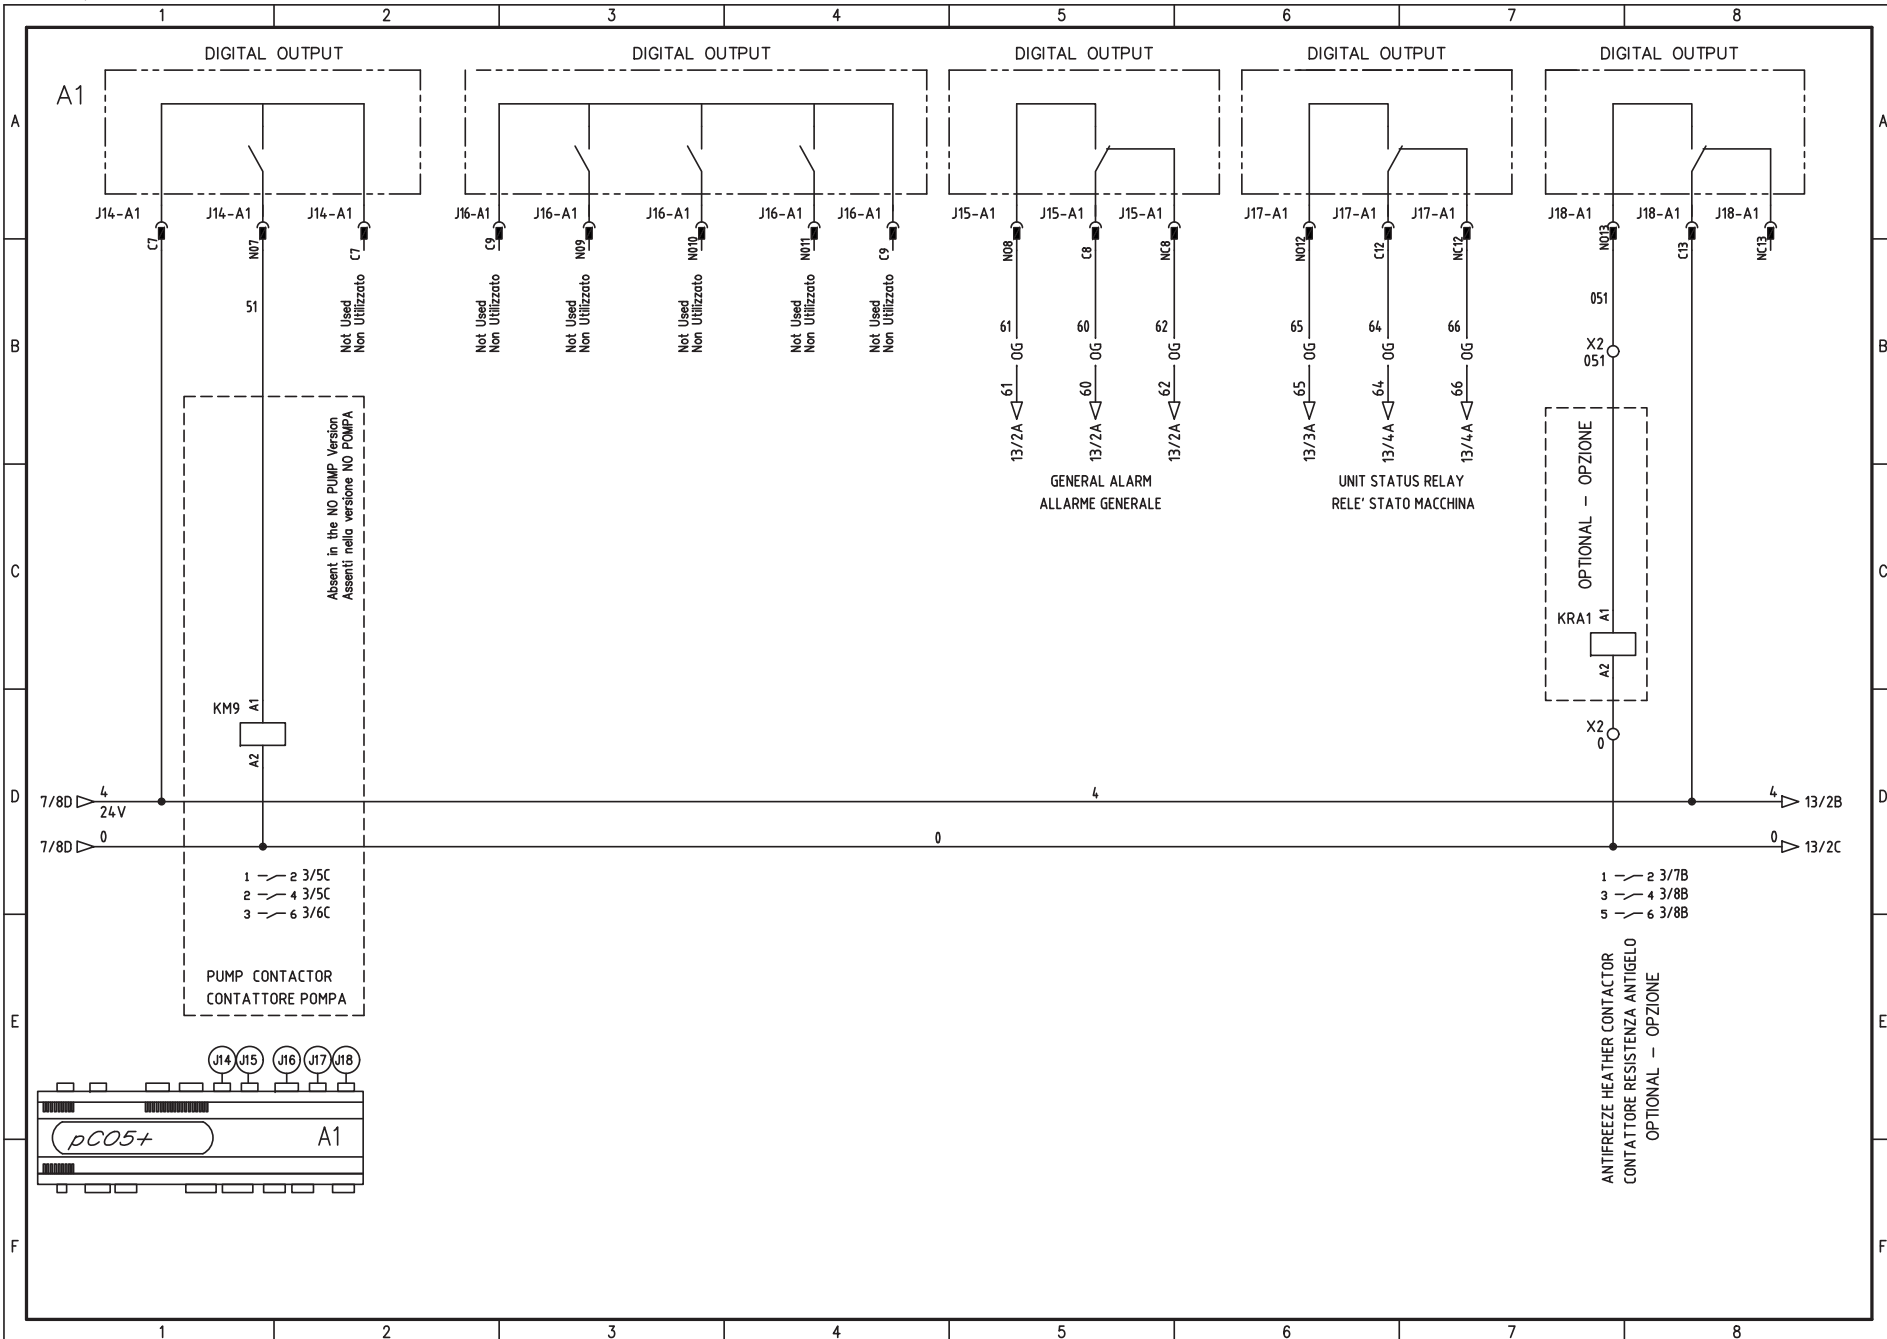 1 2 3 4 5 6 7 8
DIGITAL OUTPUT
DIGITAL OUTPUT
DIGITAL OUTPUT
DIGITAL OUTPUT
DIGITAL OUTPUT
A1
A
A
J14-A1
J14-A1
J14-A1
J16-A1
J16-A1
J16-A1
J16-A1
J16-A1
J15-A1
J15-A1
J15-A1
J17-A1
J17-A1
J17-A1
J18-A1
J18-A1
J18-A1
C7
NO7
C7
C9
NO9
NO10
NO11
C9
NO8
C8
NC8
NO12
C12
NC12
NO13
C13
NC13
51
Not Used
Non Utilizzato
Not Used
Non Utilizzato
Not Used
Non Utilizzato
Not Used
Non Utilizzato
Not Used
Non Utilizzato
Not Used
Non Utilizzato
B
B
61
60
62
65
64
66
OG
OG
OG
OG
OG
OG
61
60
62
65
64
66
13/2A
13/2A
13/2A
13/3A
13/4A
13/4A
051
X2
051
GENERAL ALARM
ALLARME GENERALE
UNIT STATUS RELAY
RELE' STATO MACCHINA
Absent in the NO PUMP Version
Assenti nella versione NO POMPA
OPTIONAL - OPZIONE
C
C
KRA1
A1
A2
KM9
A1
A2
X2
0
D
D
7/8D
4
24V
4
4
13/2B
7/8D
0
0
0
13/2C
1 2 3/5C
2 4 3/5C
3 6 3/6C
1 2 3/7B
3 4 3/8B
5 6 3/8B
PUMP CONTACTOR
CONTATTORE POMPA
ANTIFREEZE HEATHER CONTACTOR
CONTATTORE RESISTENZA ANTIGELO
OPTIONAL - OPZIONE
E
E
J14
J15
J16
J17
J18
pCO5+
A1
F
F
1 2 3 4 5 6 7 8